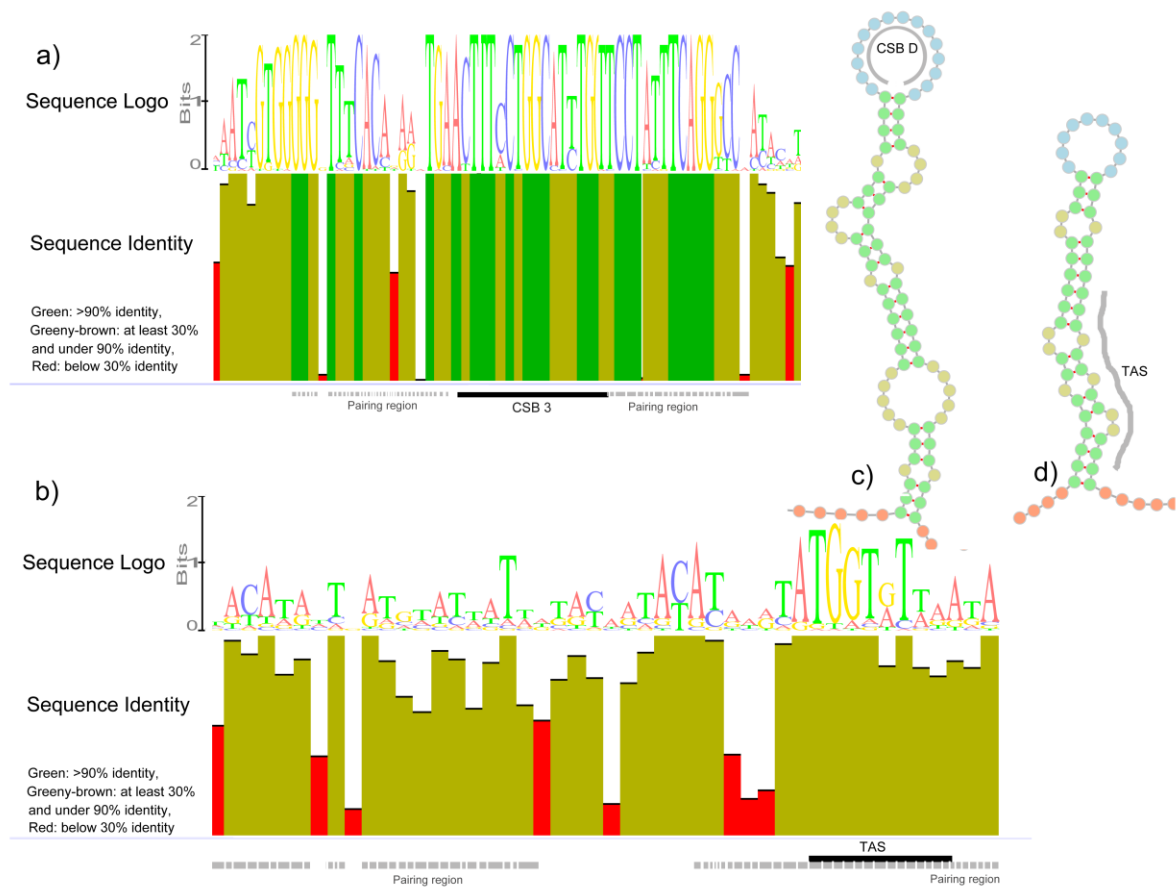 a)
Sequence Logo
Bits
2
1
0
Sequence Identity
Green: >90% identity,
Greeny-brown: at least 30%
and under 90% identity,
Red: below 30% identity
Pairing region
CSB 3
Pairing region
CSB D
c)
TAS
d)
b)
Sequence Logo
Bits
2
1
0
Sequence Identity
Green: >90% identity,
Greeny-brown: at least 30%
and under 90% identity,
Red: below 30% identity
Pairing region
TAS
Pairing region